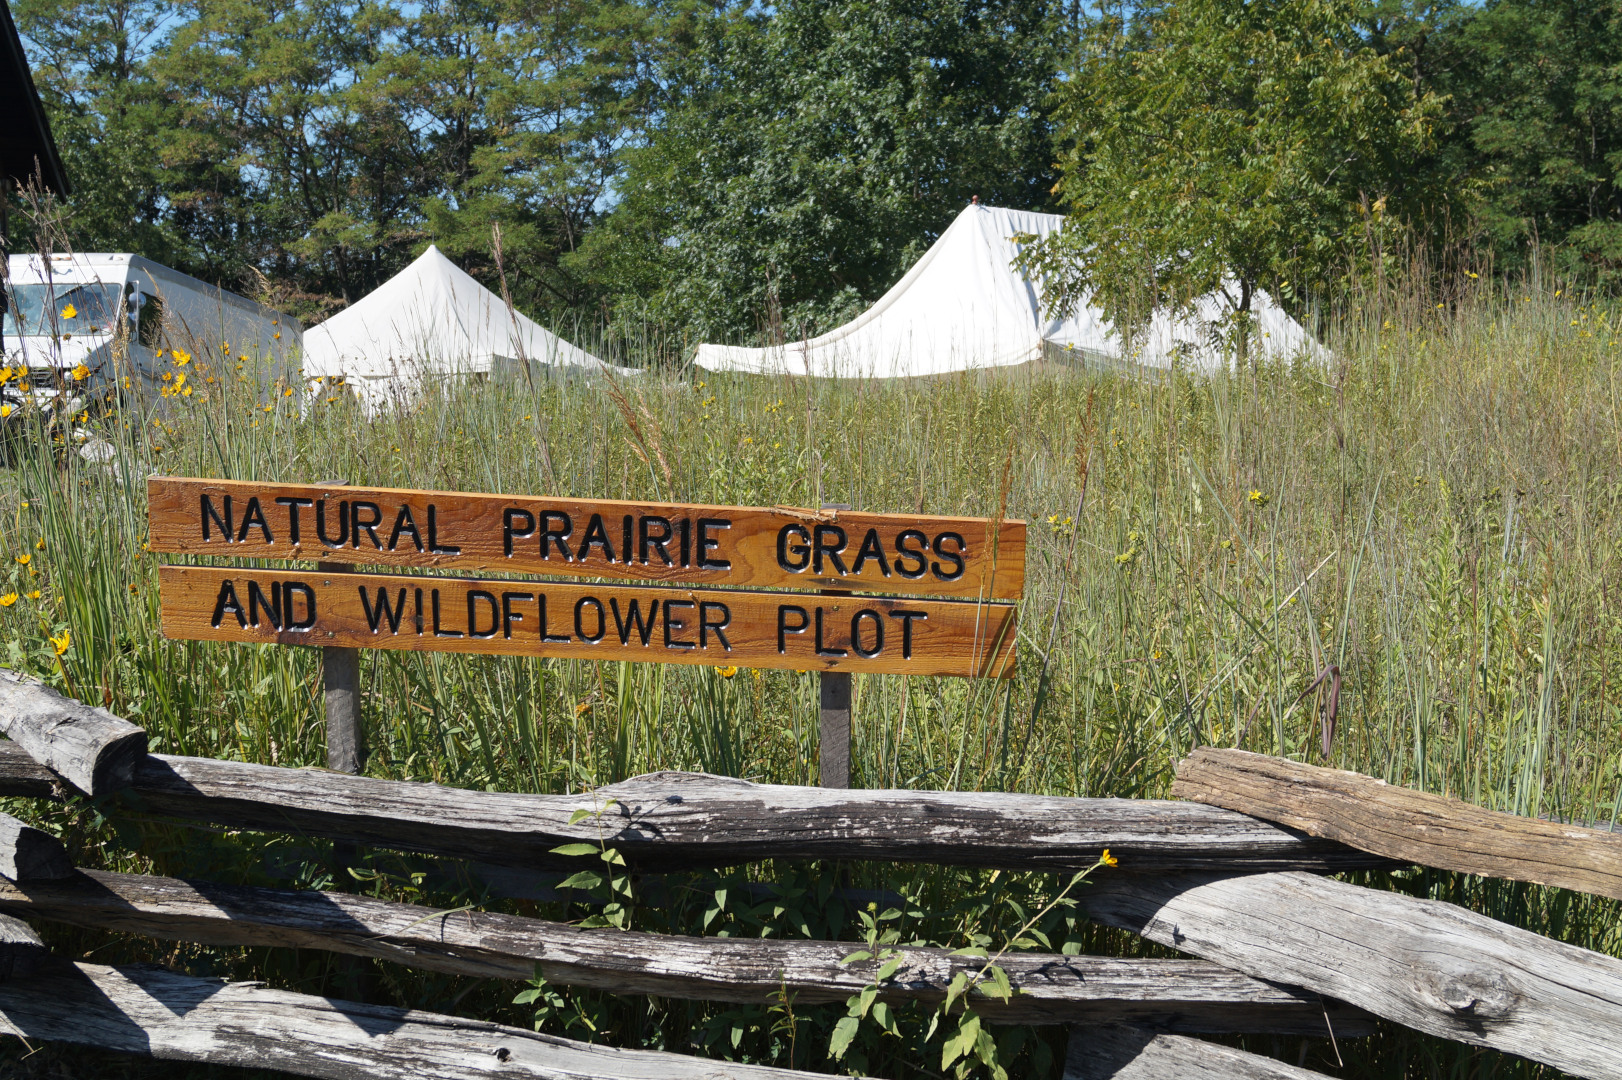 NATURAL PRAIRIE GRASS
AND WILDFLOWER PLOT